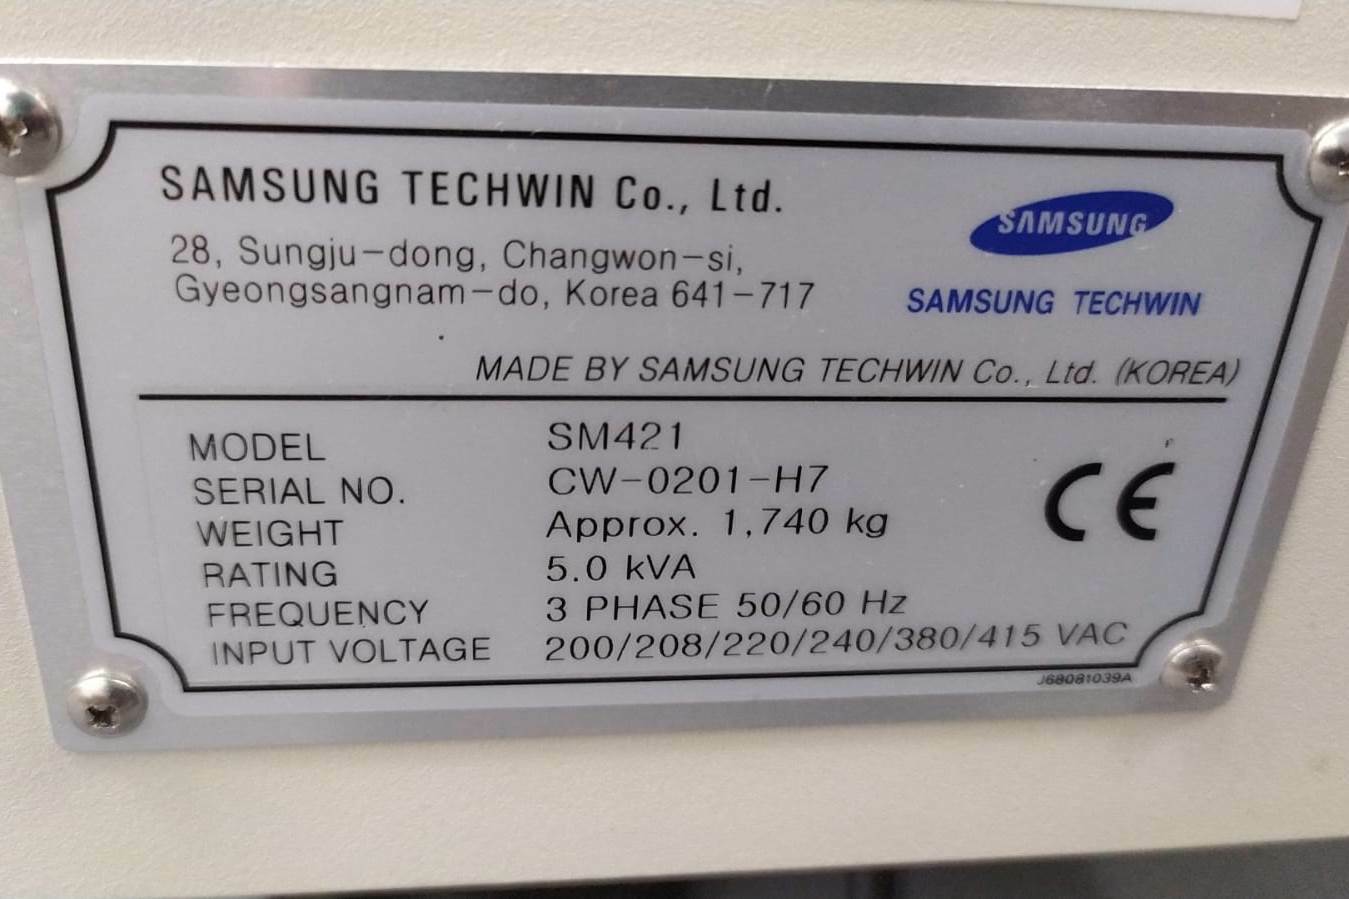 SAMSUNG TECHWIN Co., Ltd.
28, Sungju-dong, Changwon-si,
Gyeongsangnam-do, Korea 641-717
SAMSUNG
SAMSUNG TECHWIN
MADE BY SAMSUNG TECHWIN Co., Ltd. (KOREA)
MODEL SM421
SERIAL NO. CW-0201-H7
WEIGHT Approx. 1,740 kg
RATING 5.0 kVA
FREQUENCY 3 PHASE 50/60 Hz
INPUT VOLTAGE 200/208/220/240/380/415 VAC
CE
J68081039A